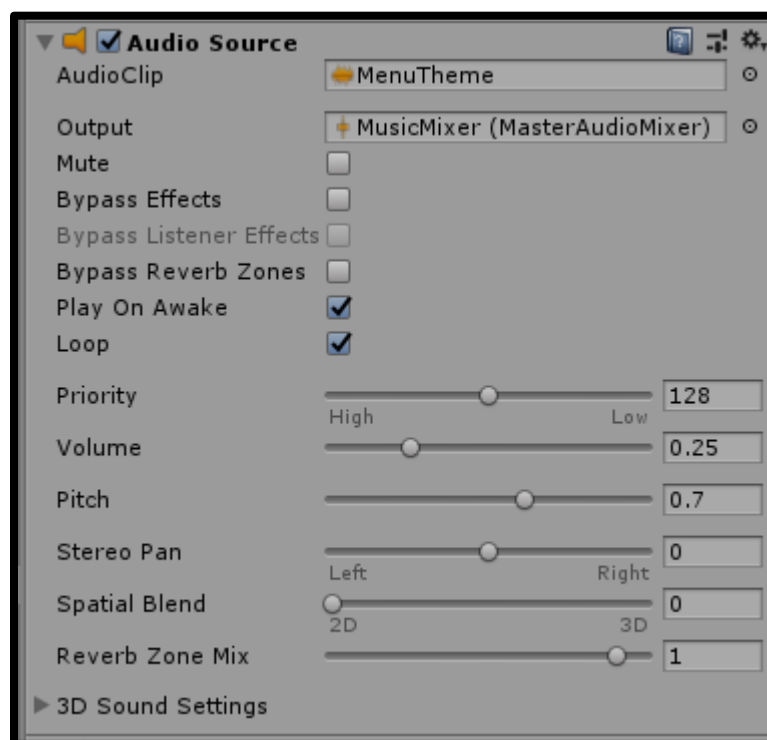 Audio Source
AudioClip MenuTheme
Output MusicMixer (MasterAudioMixer)
Mute
Bypass Effects
Bypass Listener Effects
Bypass Reverb Zones
Play On Awake
Loop
Priority 128
High Low
Volume 0.25
Pitch 0.7
Stereo Pan 0
Left Right
Spatial Blend 0
2D 3D
Reverb Zone Mix 1
3D Sound Settings